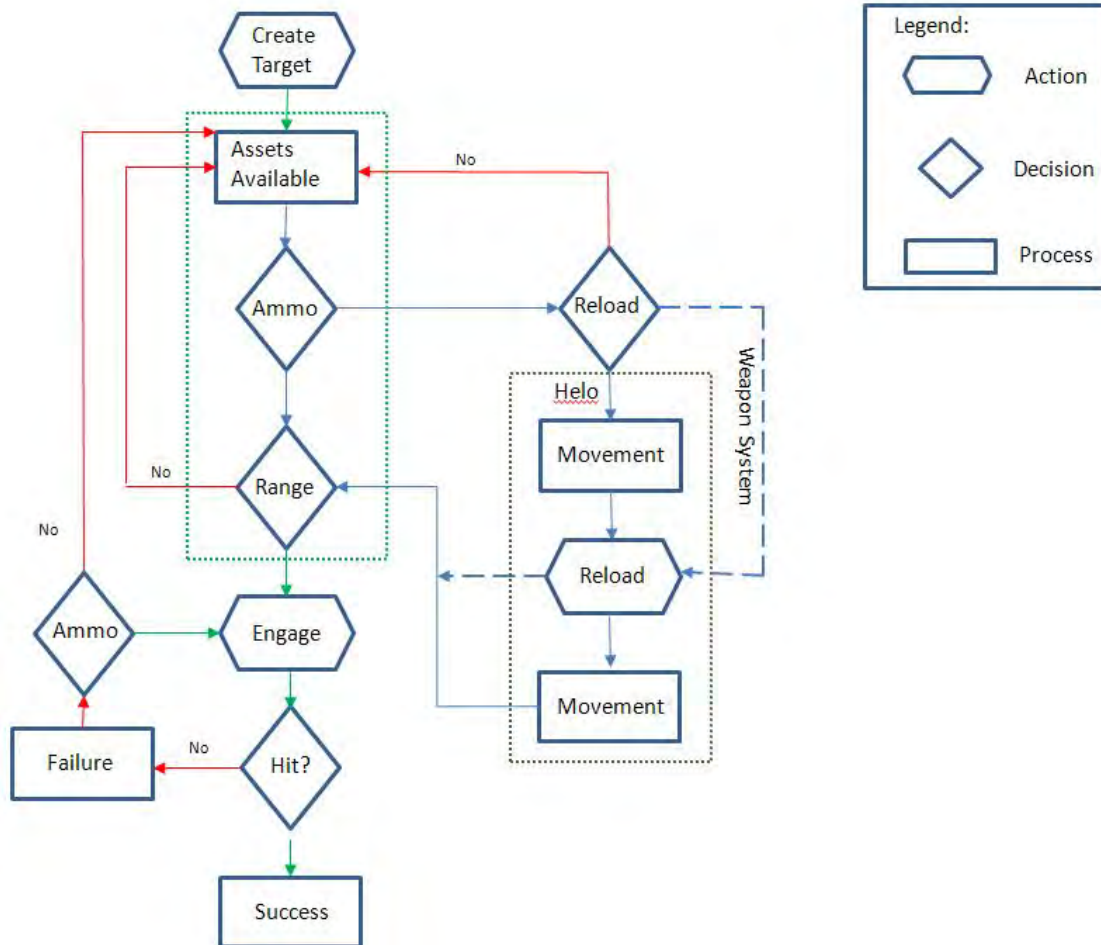 Create
Target
Legend:
Action
Decision
Process
Assets
Available
No
Ammo
Reload
Weapon System
Helo
Movement
Range
No
Reload
No
Ammo
Engage
Movement
Failure
No
Hit?
Success